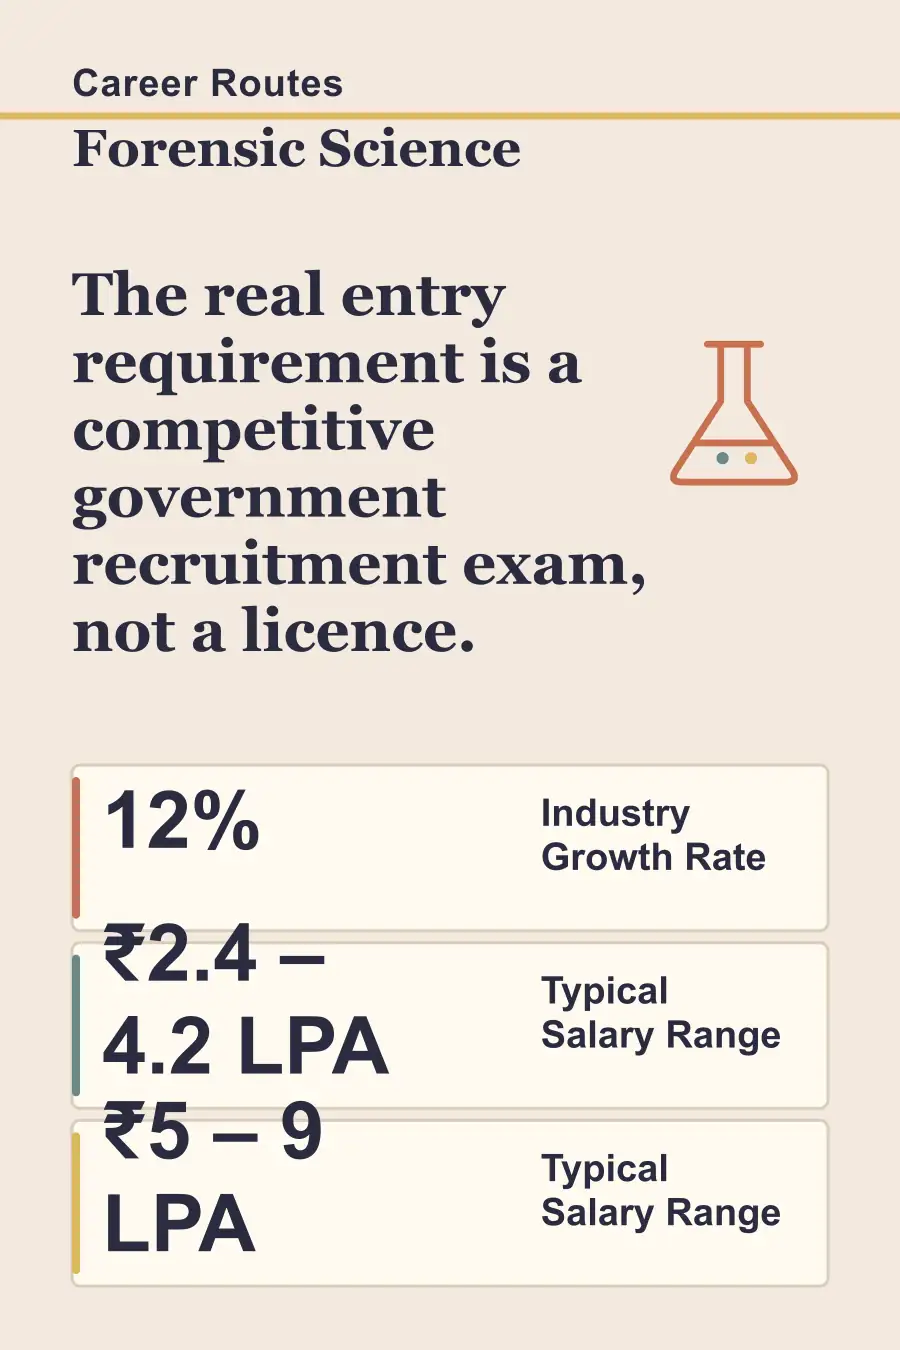 Career Routes
Forensic Science
The real entry
requirement is a
competitive
government
recruitment exam,
not a licence.
12%
Industry
Growth Rate
₹2.4 –
4.2 LPA
Typical
Salary Range
₹5 – 9
LPA
Typical
Salary Range